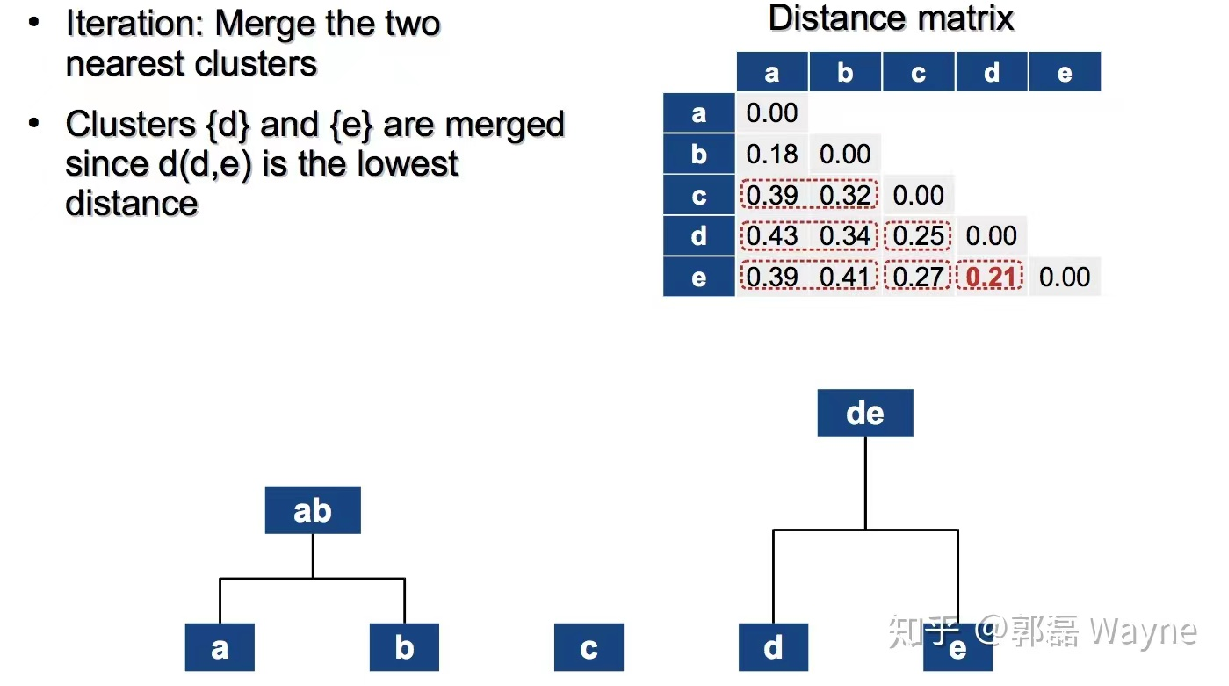 • Iteration: Merge the two
nearest clusters
• Clusters {d} and {e} are merged
since d(d,e) is the lowest
distance
Distance matrix
a b c d e
a 0.00
b 0.18 0.00
c 0.39 0.32 0.00
d 0.43 0.34 0.25 0.00
e 0.39 0.41 0.27 0.21 0.00
de
ab
a b c d e
知乎 @郭磊 Wayne